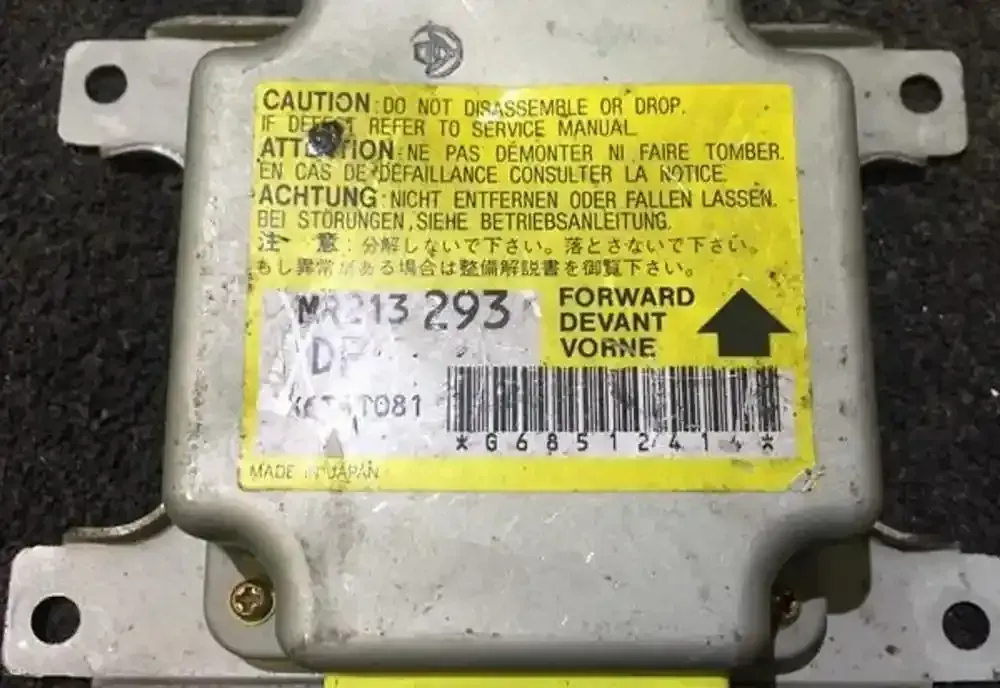 CAUTION: DO NOT DISASSEMBLE OR DROP.
IF DEFECT REFER TO SERVICE MANUAL
ATTENTION: NE PAS DÉMONTER NI FAIRE TOMBER.
EN CAS DE DÉFAILLANCE CONSULTER LA NOTICE.
ACHTUNG: NICHT ENTFERNEN ODER FALLEN LASSEN.
BEI STÖRUNGEN, SIEHE BETRIEBSANLEITUNG.
注 意: 分解しないで下さい。落とさないで下さい。
もし異常がある場合は整備解説書を御覧下さい。
MR213 293
FORWARD
DEVANT
VORNE
*G68512414*
MADE IN JAPAN